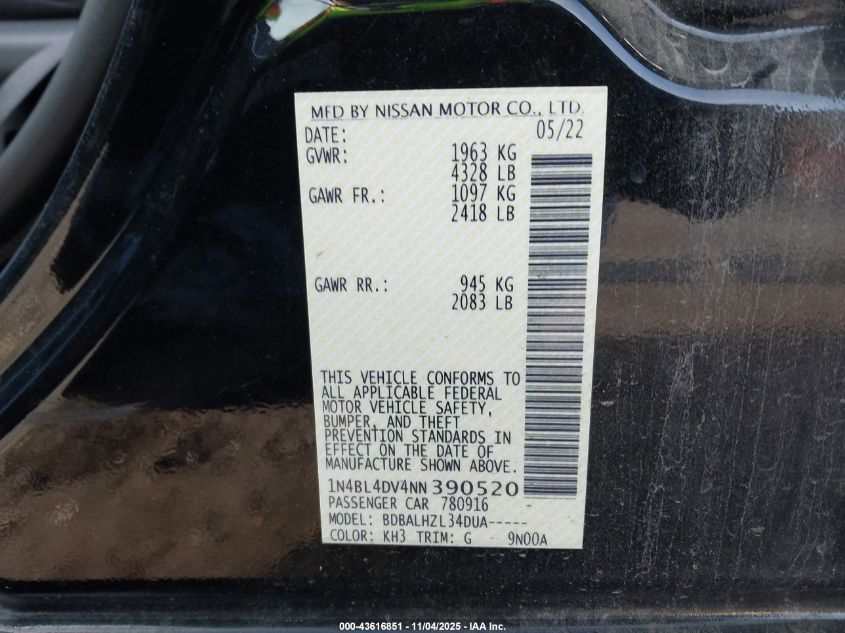 MFD BY NISSAN MOTOR CO., LTD.
DATE: 05/22
GVWR: 1963 KG
4328 LB
GAWR FR.: 1097 KG
2418 LB
GAWR RR.: 945 KG
2083 LB
THIS VEHICLE CONFORMS TO
ALL APPLICABLE FEDERAL
MOTOR VEHICLE SAFETY,
BUMPER, AND THEFT
PREVENTION STANDARDS IN
EFFECT ON THE DATE OF
MANUFACTURE SHOWN ABOVE.
1N4BL4DV4NN390520
PASSENGER CAR 780916
MODEL: BDBALHZL34DUA-----
COLOR: KH3 TRIM: G 9N00A
000-43616851 - 11/04/2025 - IAA Inc.